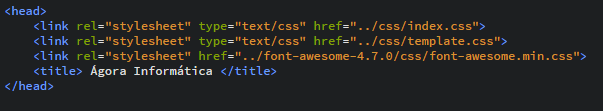 <head>
    <link rel="stylesheet" type="text/css" href="../css/index.css">
    <link rel="stylesheet" type="text/css" href="../css/template.css">
    <link rel="stylesheet" href="../font-awesome-4.7.0/css/font-awesome.min.css">
    <title> Ágora Informática </title>
</head>